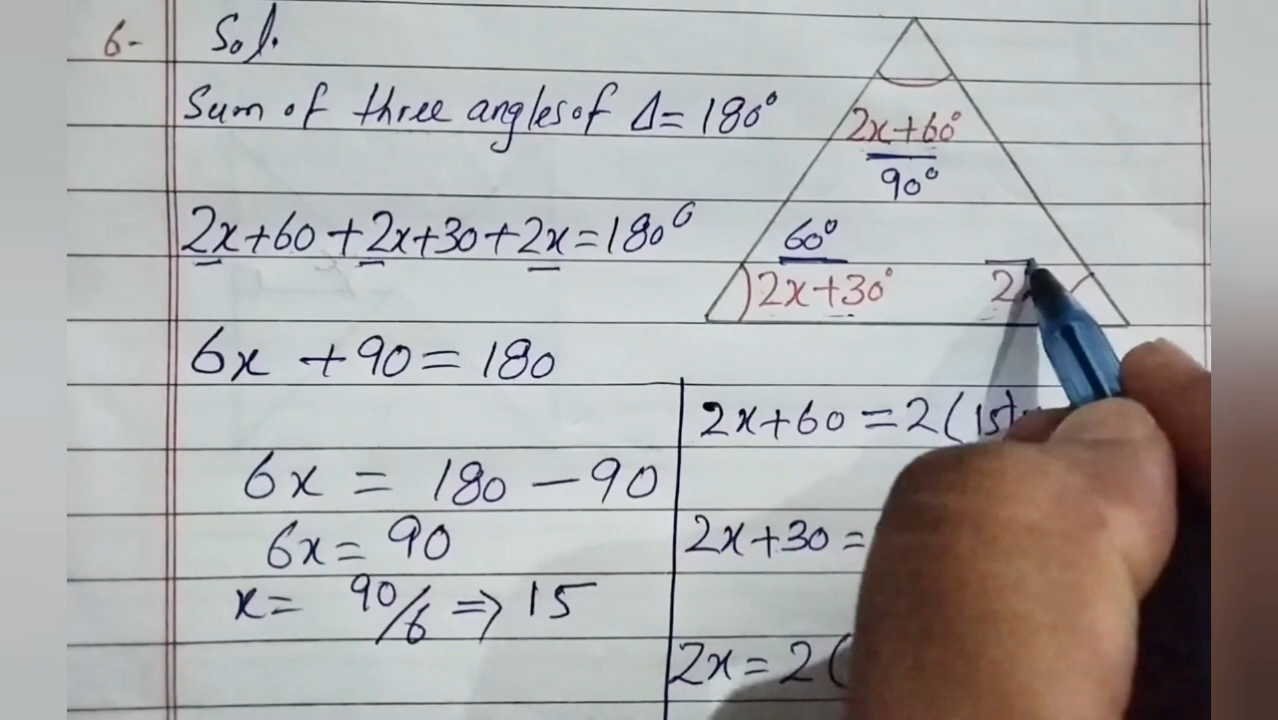 6- Sol.
Sum of three angles of Δ = 180°
2x+60°
90°
2x+60+2x+30+2x=180°
60°
2x+30°
6x +90=180
6x = 180-90
6x = 90
x= 90/6 => 15
2x+60 =2(15)
2x+30 =
2x=2(